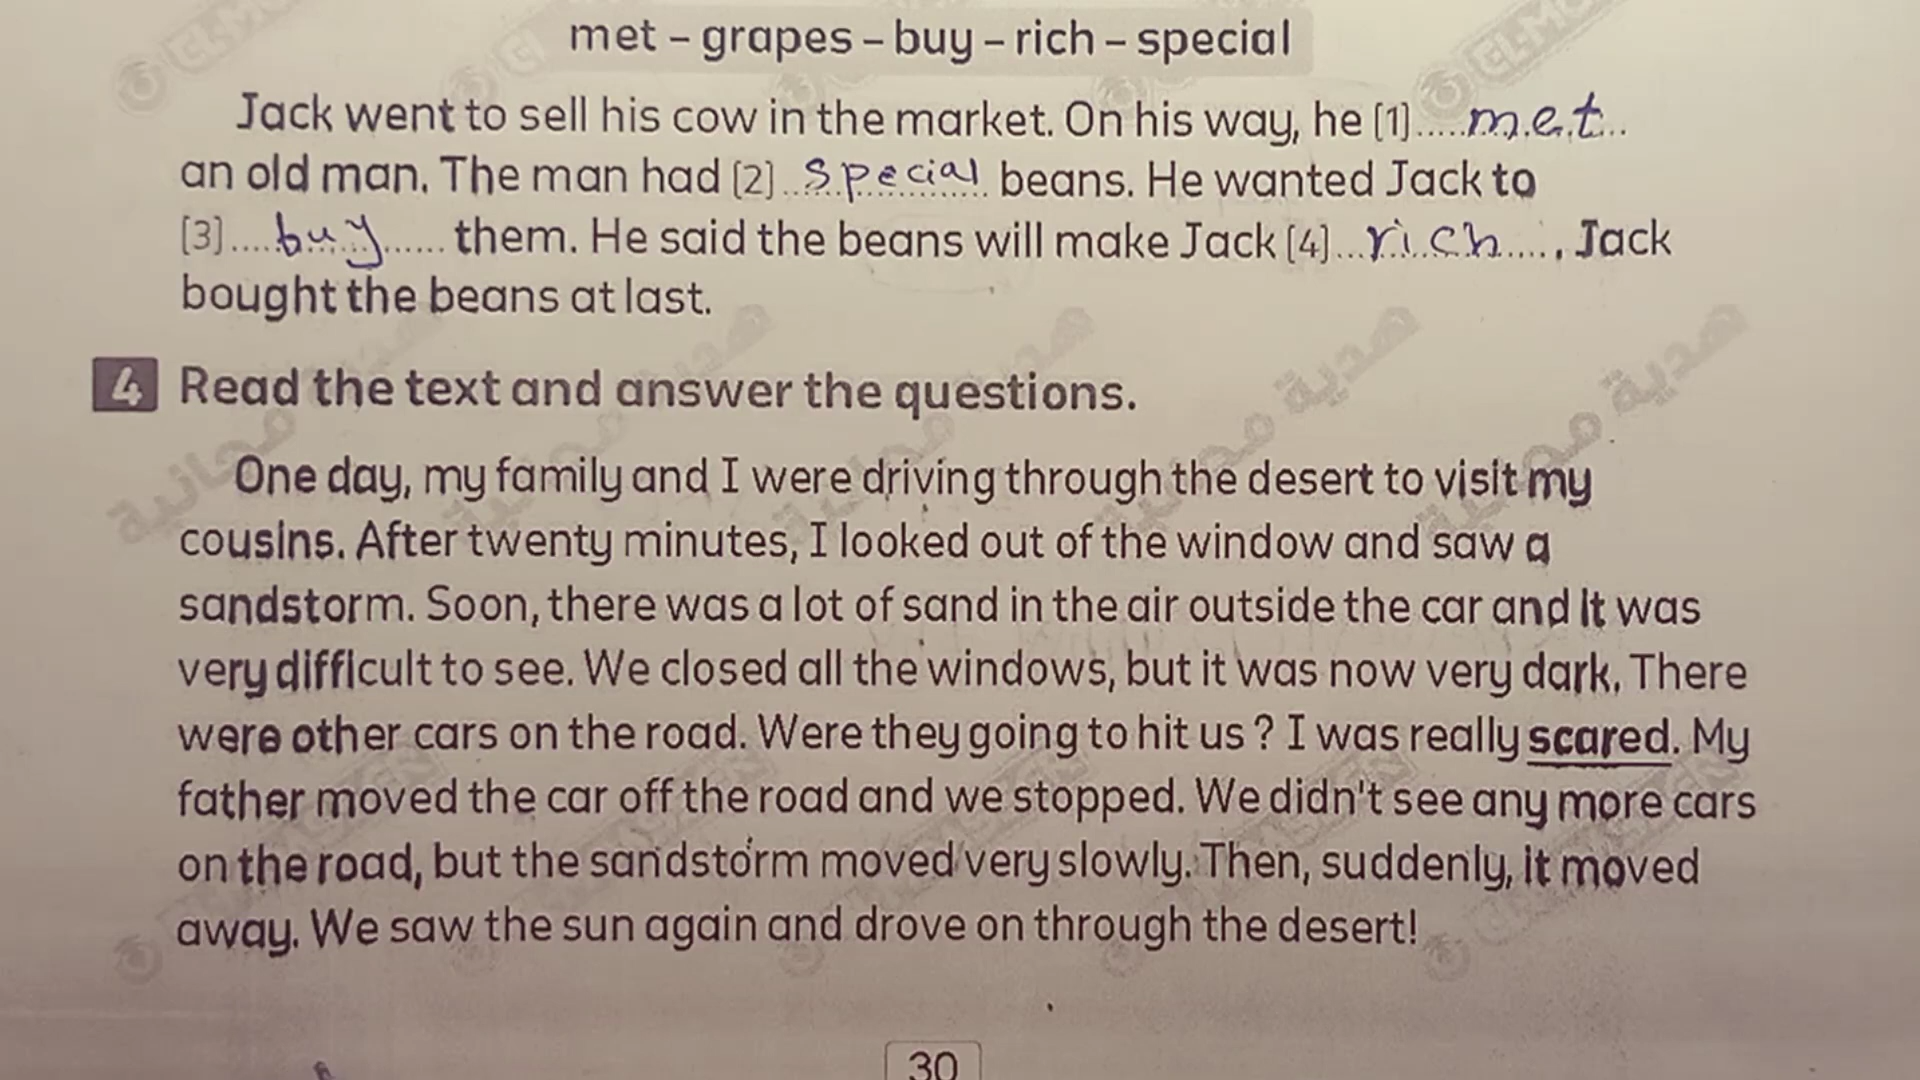 met – grapes – buy – rich – special
Jack went to sell his cow in the market. On his way, he [1].....met...
an old man. The man had [2]..special.. beans. He wanted Jack to
[3]....buy...... them. He said the beans will make Jack [4]...rich..... . Jack
bought the beans at last.
4 Read the text and answer the questions.
One day, my family and I were driving through the desert to visit my
cousins. After twenty minutes, I looked out of the window and saw a
sandstorm. Soon, there was a lot of sand in the air outside the car and it was
very difficult to see. We closed all the windows, but it was now very dark. There
were other cars on the road. Were they going to hit us ? I was really scared. My
father moved the car off the road and we stopped. We didn't see any more cars
on the road, but the sandstorm moved very slowly. Then, suddenly, it moved
away. We saw the sun again and drove on through the desert!
30